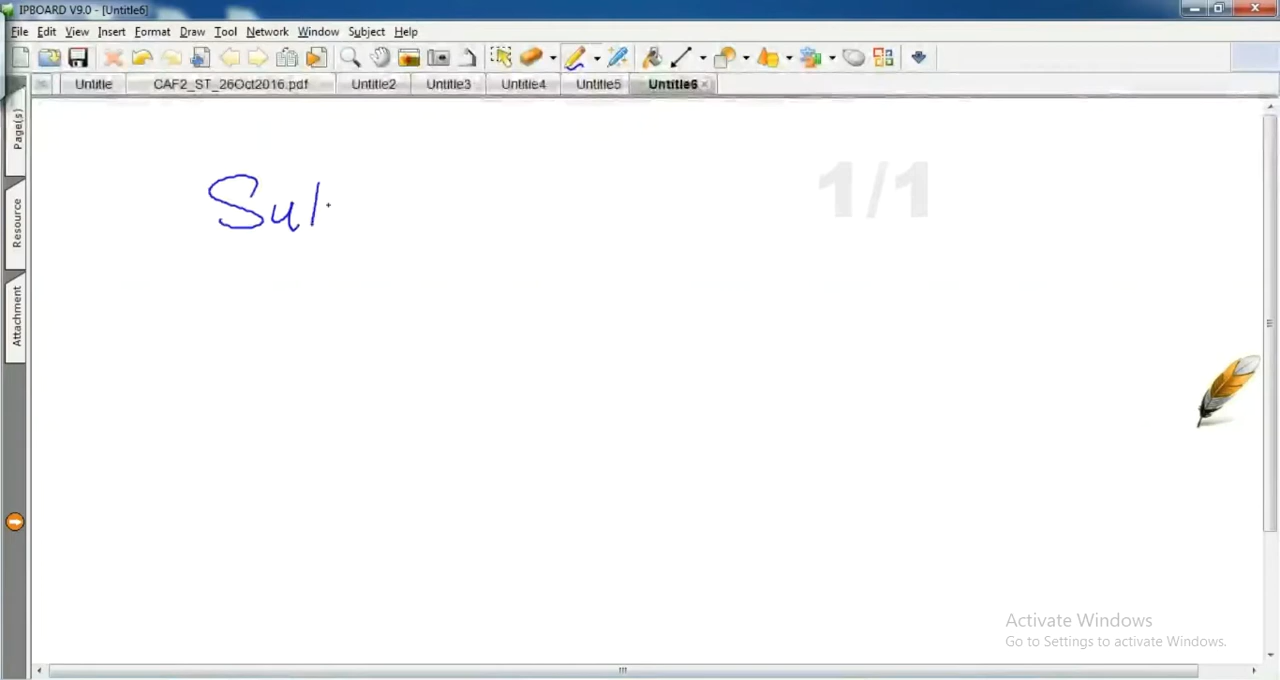 IPBOARD V9.0 - [Untitle6]
File Edit View Insert Format Draw Tool Network Window Subject Help
Untitle CAF2_ST_26Oct2016.pdf Untitle2 Untitle3 Untitle4 Untitle5 Untitle6
Page(s)
Resource
Attachment
1/1
Activate Windows
Go to Settings to activate Windows.